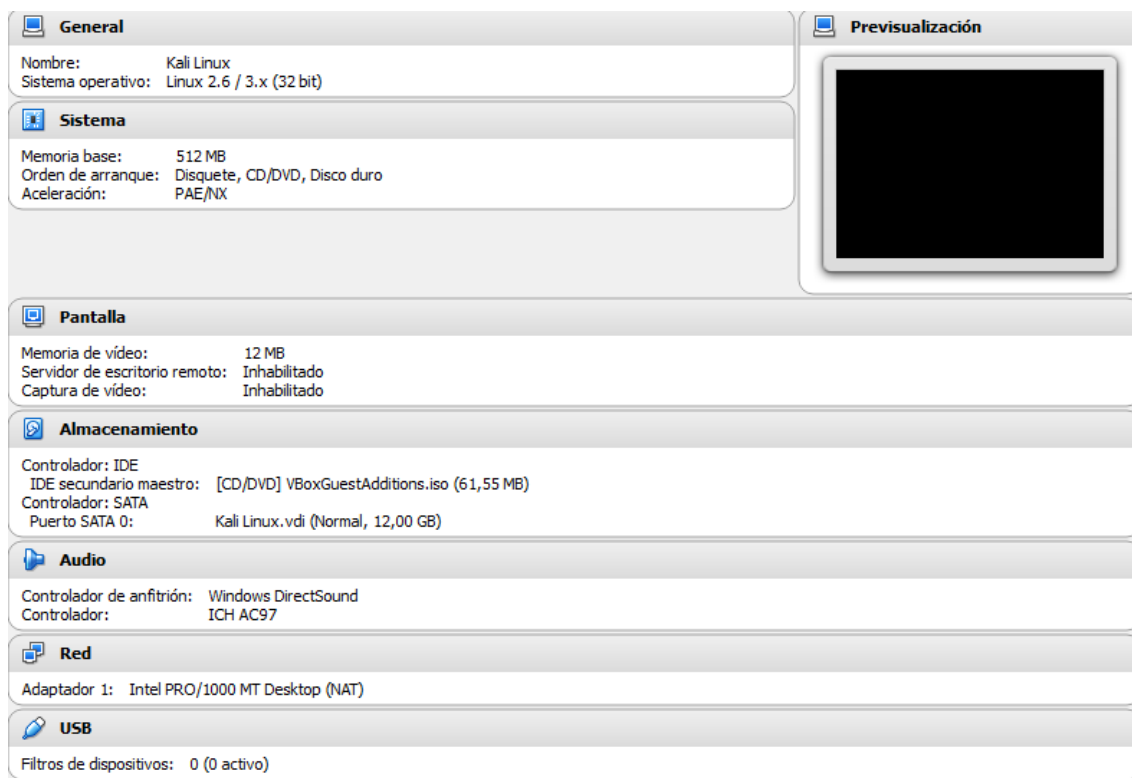 General
Nombre: Kali Linux
Sistema operativo: Linux 2.6 / 3.x (32 bit)
Previsualización
Sistema
Memoria base: 512 MB
Orden de arranque: Disquete, CD/DVD, Disco duro
Aceleración: PAE/NX
Pantalla
Memoria de vídeo: 12 MB
Servidor de escritorio remoto: Inhabilitado
Captura de vídeo: Inhabilitado
Almacenamiento
Controlador: IDE
IDE secundario maestro: [CD/DVD] VBoxGuestAdditions.iso (61,55 MB)
Controlador: SATA
Puerto SATA 0: Kali Linux.vdi (Normal, 12,00 GB)
Audio
Controlador de anfitrión: Windows DirectSound
Controlador: ICH AC97
Red
Adaptador 1: Intel PRO/1000 MT Desktop (NAT)
USB
Filtros de dispositivos: 0 (0 activo)